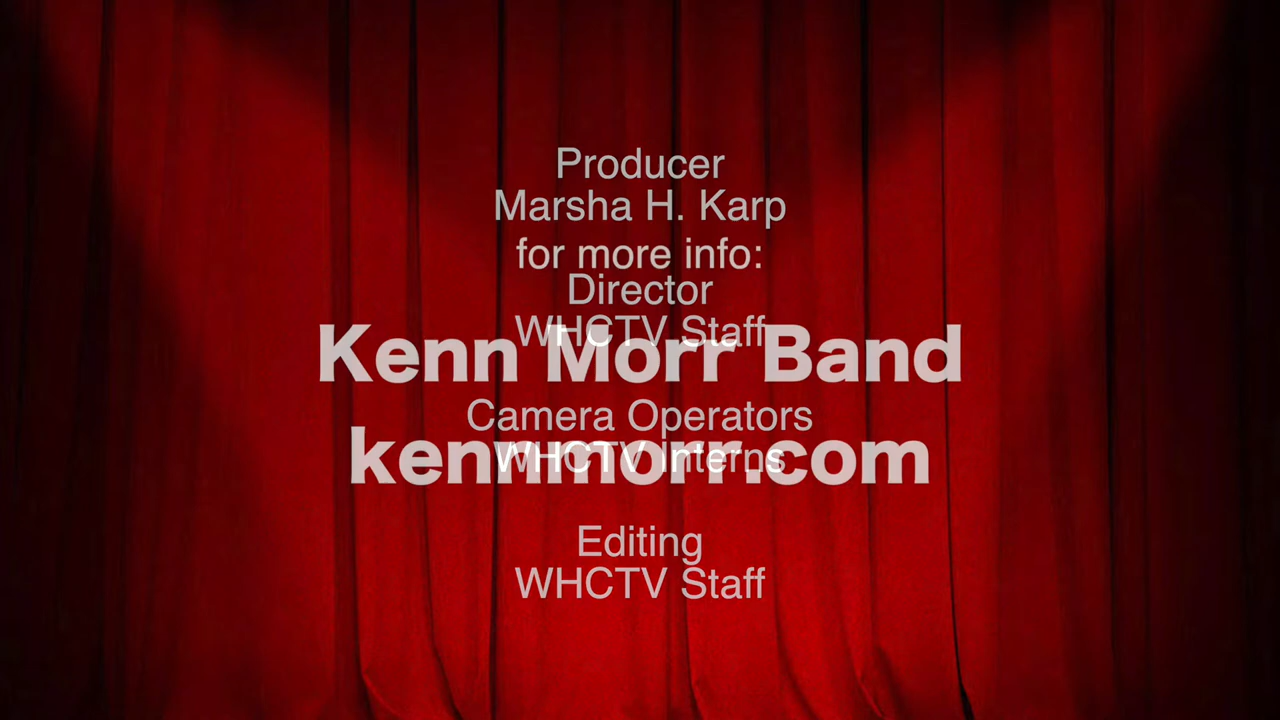 Producer
Marsha H. Karp
for more info:
Director
WHCTV Staff
Kenn Morr Band
Camera Operators
kennmorr.com
WHCTV Interns
Editing
WHCTV Staff